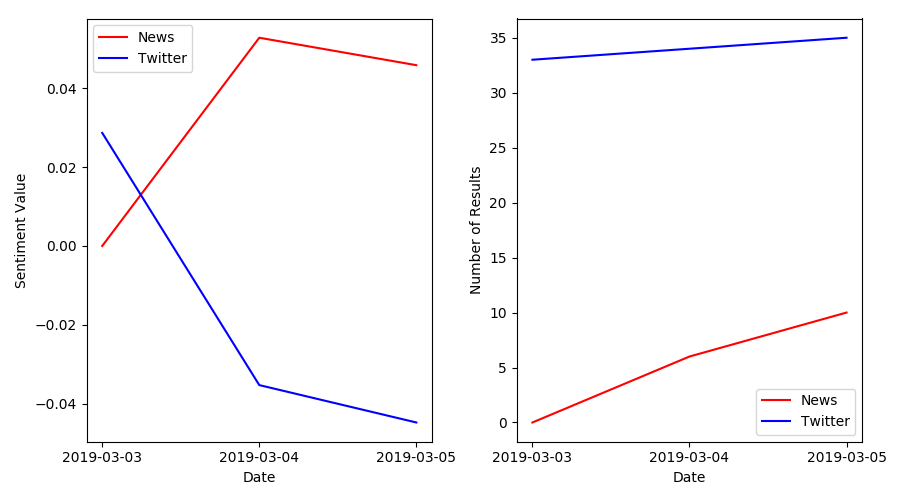 News
Twitter
0.04
0.02
0.00
−0.02
−0.04
Sentiment Value
2019-03-03
2019-03-04
2019-03-05
Date
35
30
25
20
15
10
5
0
Number of Results
News
Twitter
2019-03-03
2019-03-04
2019-03-05
Date